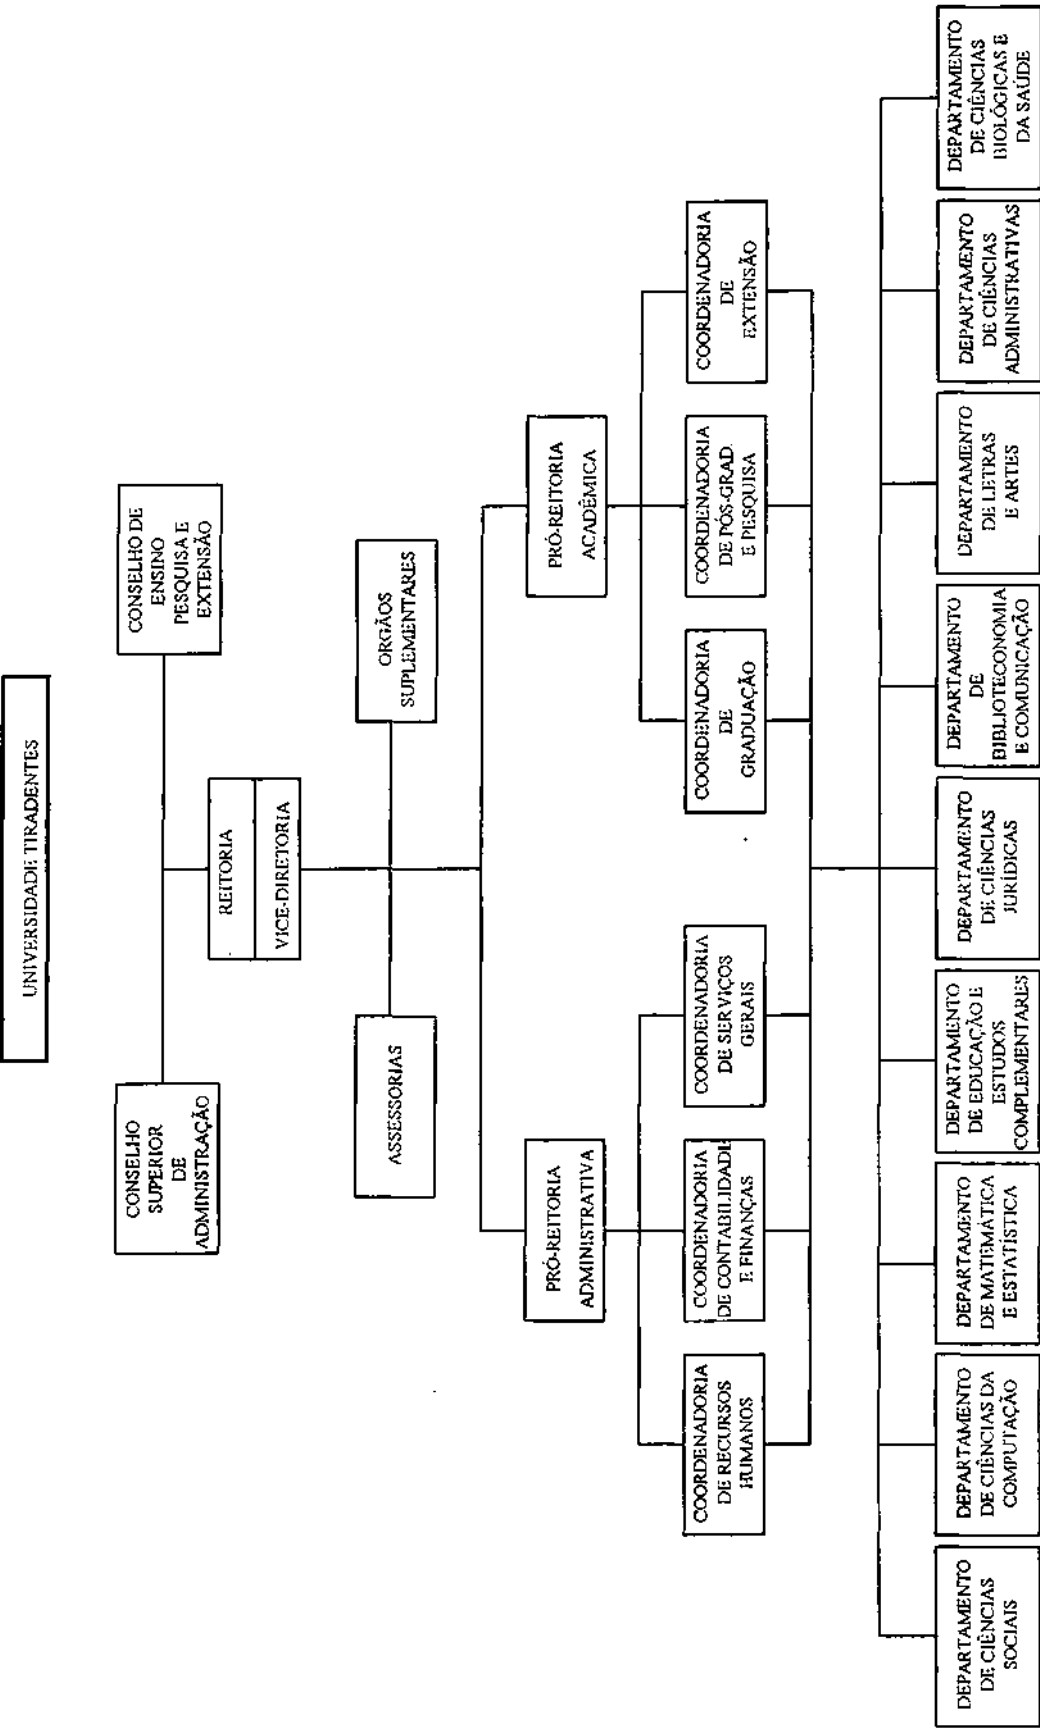 UNIVERSIDADE TIRADENTES
CONSELHO
SUPERIOR
DE
ADMINISTRAÇÃO
CONSELHO DE
ENSINO
PESQUISA E
EXTENSÃO
REITORIA
VICE-DIRETORIA
ASSESSORIAS
ORGÃOS
SUPLEMENTARES
PRÓ-REITORIA
ADMINISTRATIVA
PRÓ-REITORIA
ACADÊMICA
COORDENADORIA
DE RECURSOS
HUMANOS
COORDENADORIA
DE CONTABILIDADE
E FINANÇAS
COORDENADORIA
DE SERVIÇOS
GERAIS
COORDENADORIA
DE
GRADUAÇÃO
COORDENADORIA
DE PÓS-GRAD.
E PESQUISA
COORDENADORIA
DE
EXTENSÃO
DEPARTAMENTO
DE CIÊNCIAS
SOCIAIS
DEPARTAMENTO
DE CIÊNCIAS DA
COMPUTAÇÃO
DEPARTAMENTO
DE MATEMÁTICA
E ESTATÍSTICA
DEPARTAMENTO
DE EDUCAÇÃO E
ESTUDOS
COMPLEMENTARES
DEPARTAMENTO
DE CIÊNCIAS
JURÍDICAS
DEPARTAMENTO
DE
BIBLIOTECONOMIA
E COMUNICAÇÃO
DEPARTAMENTO
DE LETRAS
E ARTES
DEPARTAMENTO
DE CIÊNCIAS
ADMINISTRATIVAS
DEPARTAMENTO
DE CIÊNCIAS
BIOLÓGICAS E
DA SAÚDE